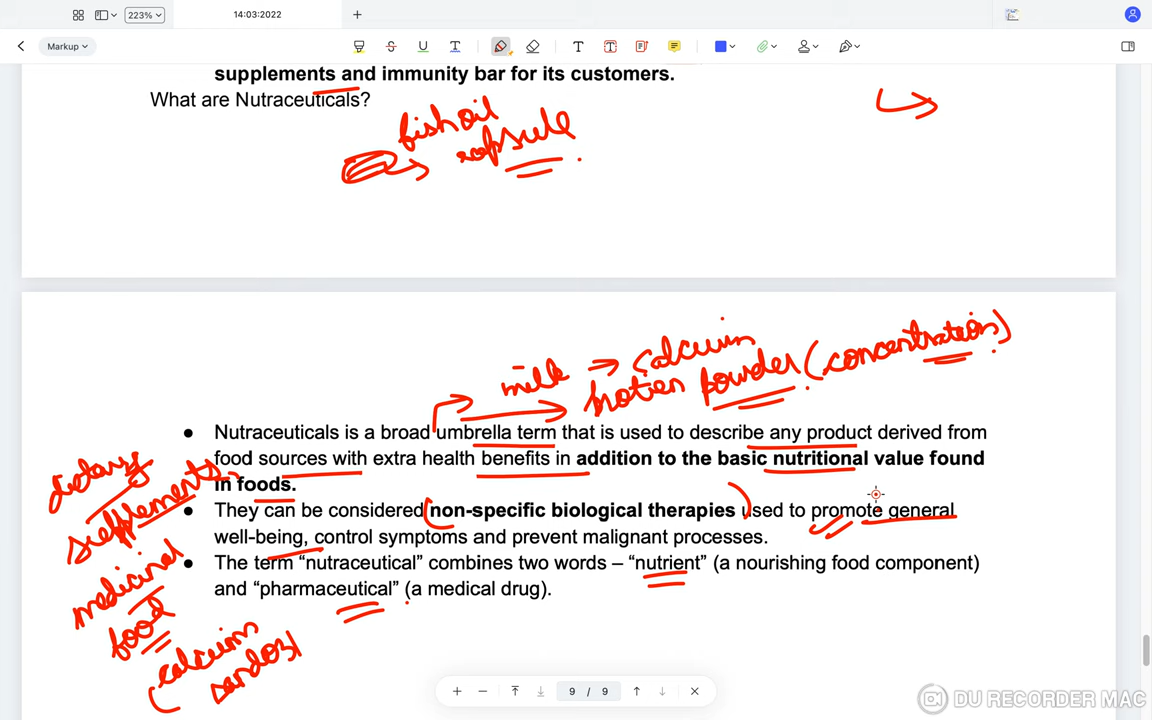 223%
14:03:2022
Markup
supplements and immunity bar for its customers.
What are Nutraceuticals?
fish oil
capsule
milk → calcium
protien powder (concentration)
Nutraceuticals is a broad umbrella term that is used to describe any product derived from
food sources with extra health benefits in addition to the basic nutritional value found
in foods.
They can be considered non-specific biological therapies used to promote general
well-being, control symptoms and prevent malignant processes.
The term “nutraceutical” combines two words – “nutrient” (a nourishing food component)
and “pharmaceutical” (a medical drug).
dietary
supplements
medicinal
food
(calcium
sandos
9 / 9
DU RECORDER MAC